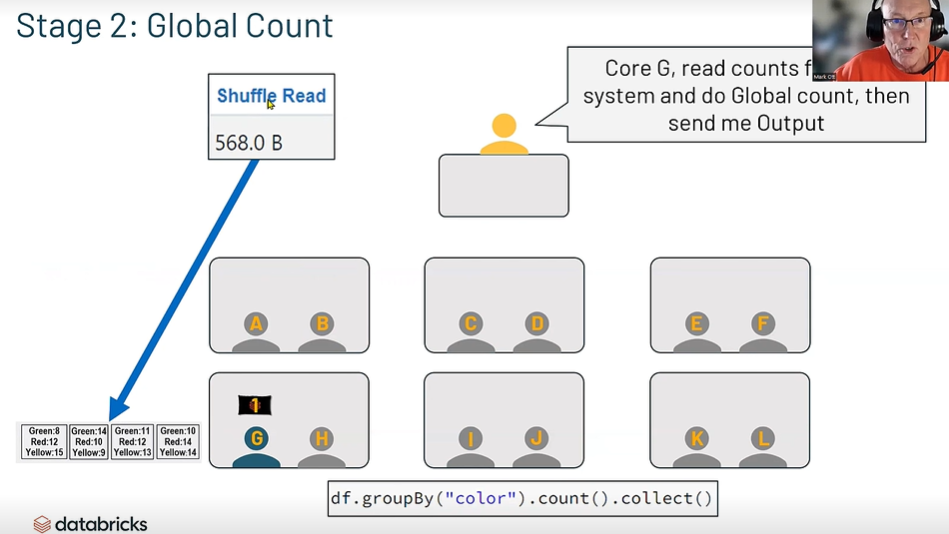 Stage 2: Global Count
Shuffle Read
568.0 B
Core G, read counts f
system and do Global count, then
send me Output
Mark Ott
A
B
C
D
E
F
1
G
H
I
J
K
L
Green:8
Red:12
Yellow:15
Green:14
Red:10
Yellow:9
Green:11
Red:12
Yellow:13
Green:10
Red:14
Yellow:14
df.groupBy("color").count().collect()
databricks